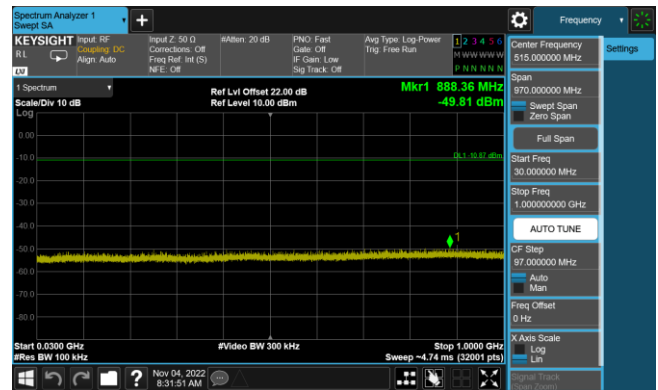 Spectrum Analyzer 1
Swept SA
Frequency
KEYSIGHT
RL
Input: RF
Coupling: DC
Align: Auto
Input Z: 50 Ω
Corrections: Off
Freq Ref: Int (S)
NFE: Off
#Atten: 20 dB
PNO: Fast
Gate: Off
IF Gain: Low
Sig Track: Off
Avg Type: Log-Power
Trig: Free Run
1 2 3 4 5 6
M W W W W W
P N N N N N
Center Frequency
515.000000 MHz
Settings
1 Spectrum
Scale/Div 10 dB
Log
Ref Lvl Offset 22.00 dB
Ref Level 10.00 dBm
Mkr1 888.36 MHz
-49.81 dBm
Span
970.000000 MHz
Swept Span
Zero Span
Full Span
0.00
-10.0
-20.0
-30.0
-40.0
-50.0
-60.0
-70.0
-80.0
DL1 -10.87 dBm
1
Start Freq
30.000000 MHz
Stop Freq
1.000000000 GHz
AUTO TUNE
CF Step
97.000000 MHz
Auto
Man
Freq Offset
0 Hz
X Axis Scale
Log
Lin
Signal Track
(Span Zoom)
Start 0.0300 GHz
#Res BW 100 kHz
#Video BW 300 kHz
Stop 1.0000 GHz
Sweep ~4.74 ms (32001 pts)
?
Nov 04, 2022
8:31:51 AM